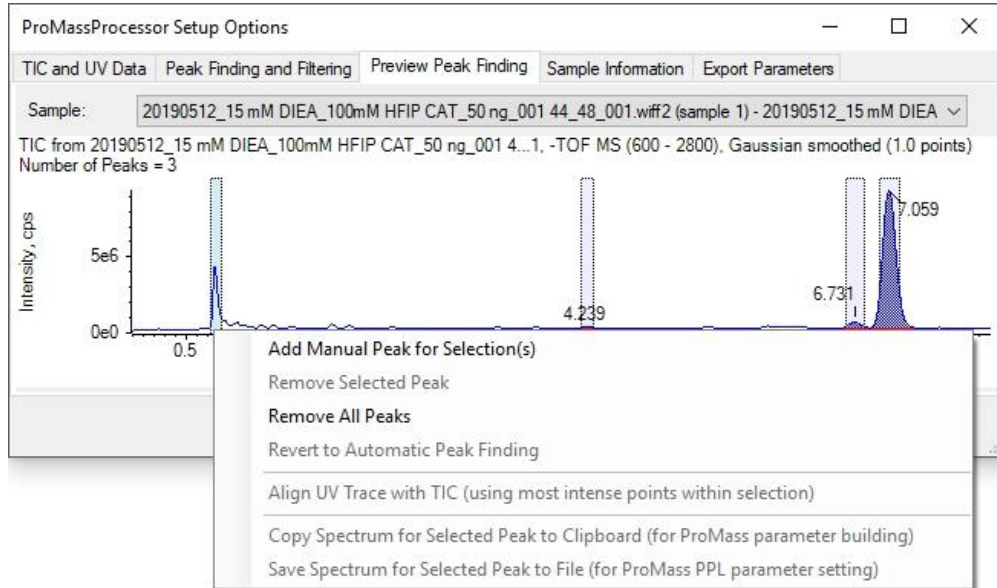 ProMassProcessor Setup Options
TIC and UV Data Peak Finding and Filtering Preview Peak Finding Sample Information Export Parameters
Sample: 20190512_15 mM DIEA_100mM HFIP CAT_50 ng_001 44_48_001.wiff2 (sample 1) - 20190512_15 mM DIEA
TIC from 20190512_15 mM DIEA_100mM HFIP CAT_50 ng_001 4...1, -TOF MS (600 - 2800), Gaussian smoothed (1.0 points)
Number of Peaks = 3
Intensity, cps
7.059
5e6
6.731
4.239
0e0
0.5
Add Manual Peak for Selection(s)
Remove Selected Peak
Remove All Peaks
Revert to Automatic Peak Finding
Align UV Trace with TIC (using most intense points within selection)
Copy Spectrum for Selected Peak to Clipboard (for ProMass parameter building)
Save Spectrum for Selected Peak to File (for ProMass PPL parameter setting)